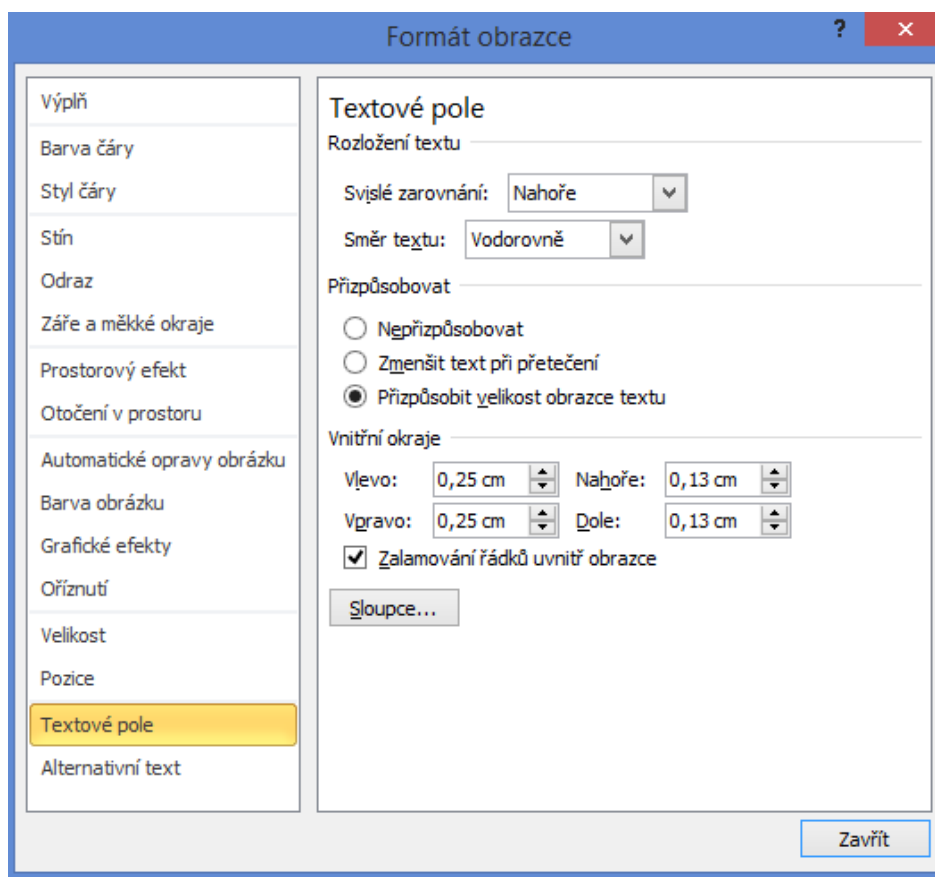 Formát obrazce
?
Výplň
Barva čáry
Styl čáry
Stín
Odraz
Záře a měkké okraje
Prostorový efekt
Otočení v prostoru
Automatické opravy obrázku
Barva obrázku
Grafické efekty
Oříznutí
Velikost
Pozice
Textové pole
Alternativní text
Textové pole
Rozložení textu
Svislé zarovnání: Nahoře
Směr textu: Vodorovně
Přizpůsobovat
Nepřizpůsobovat
Zmenšit text při přetečení
Přizpůsobit velikost obrazce textu
Vnitřní okraje
Vlevo: 0,25 cm Nahoře: 0,13 cm
Vpravo: 0,25 cm Dole: 0,13 cm
Zalamování řádků uvnitř obrazce
Sloupce...
Zavřít